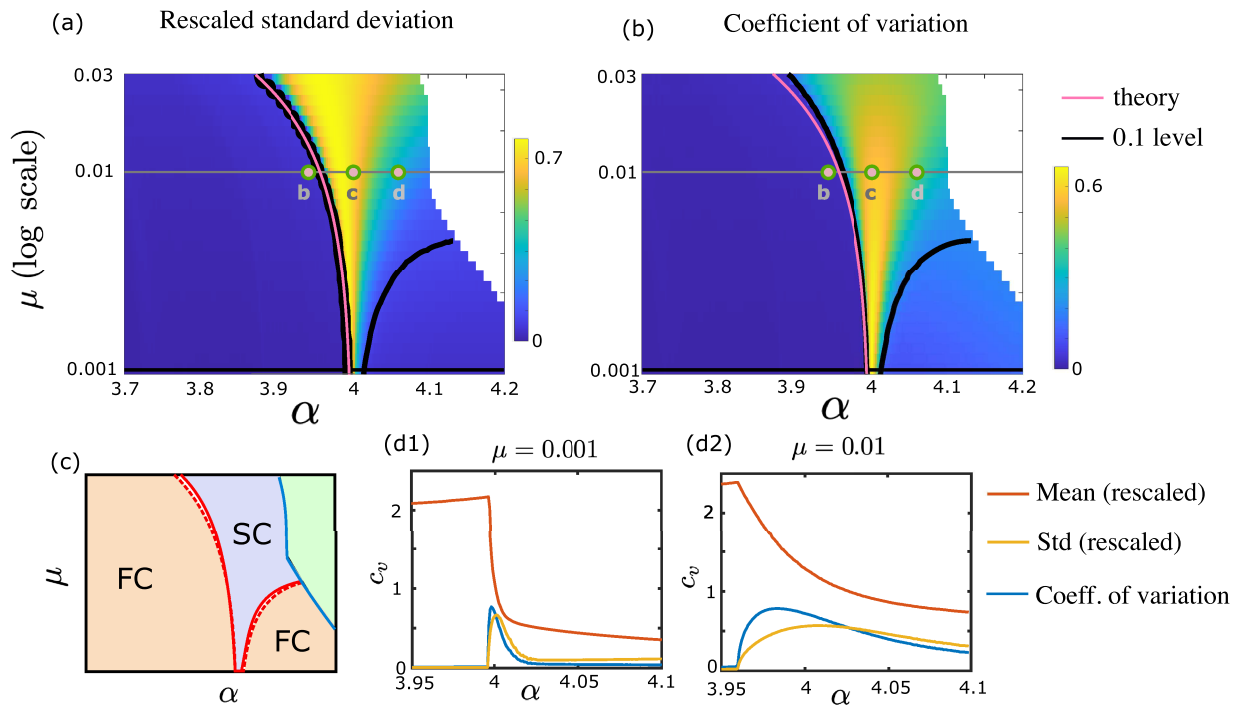 (a) Rescaled standard deviation
(b) Coefficient of variation
μ (log scale)
0.03
0.01
0.001
3.7 3.8 3.9 4 4.1 4.2
α
b c d
0.7
0
0.03
0.01
0.001
3.7 3.8 3.9 4 4.1 4.2
α
b c d
0.6
0
theory
0.1 level
(c)
μ
FC
SC
FC
α
(d1) μ = 0.001
c_v
2
1
0
3.95 4 4.05 4.1
α
(d2) μ = 0.01
c_v
2
1
0
3.95 4 4.05 4.1
α
Mean (rescaled)
Std (rescaled)
Coeff. of variation